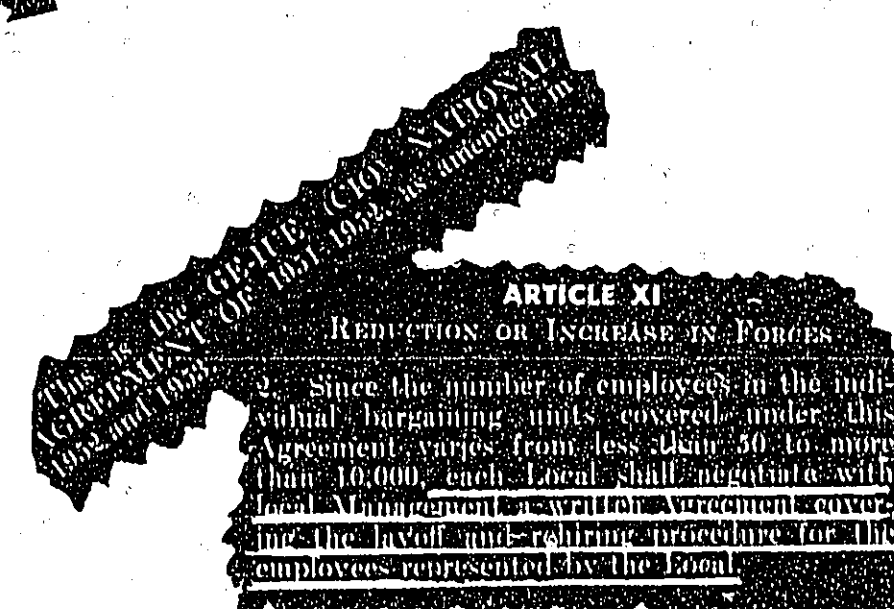 This is the GE-IUE (CIO) NATIONAL
AGREEMENT OF 1951-1952, as amended in
1952 and 1953.
ARTICLE XI
REDUCTION OR INCREASE IN FORCES
2. Since the number of employees in the indi-
vidual bargaining units covered under this
Agreement varies from less than 50 to more
than 10,000, each Local shall negotiate with
local Management a written Agreement cover-
ing the layoff and rehiring procedure for the
employees represented by the Local